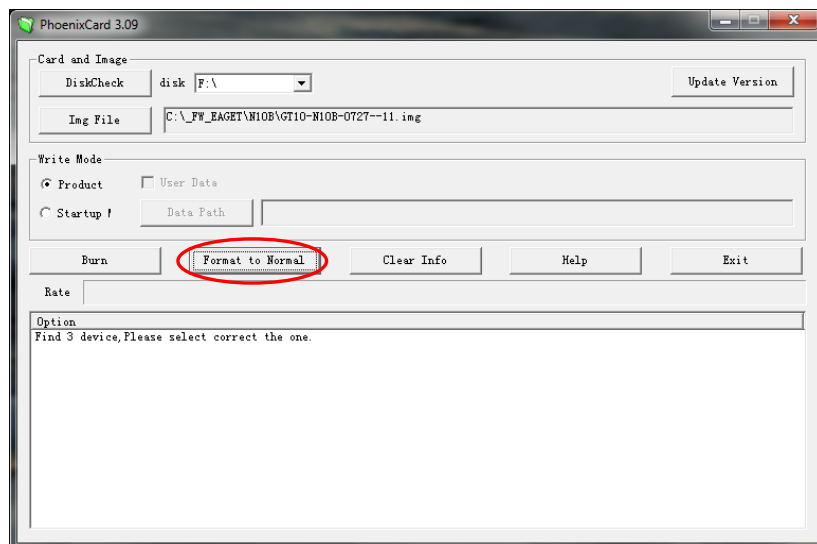 PhoenixCard 3.09
Card and Image
DiskCheck disk F:\ Update Version
Img File C:\_FW_EAGET\N10B\GT10-N10B-0727--11.img
Write Mode
Product User Data
Startup Data Path
Burn Format to Normal Clear Info Help Exit
Rate
Option
Find 3 device,Please select correct the one.